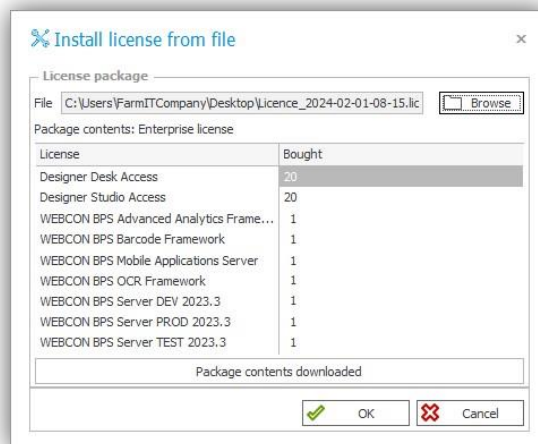 Install license from file
License package
File C:\Users\FarmITCompany\Desktop\Licence_2024-02-01-08-15.lic Browse
Package contents: Enterprise license
License Bought
Designer Desk Access 20
Designer Studio Access 20
WEBCON BPS Advanced Analytics Frame... 1
WEBCON BPS Barcode Framework 1
WEBCON BPS Mobile Applications Server 1
WEBCON BPS OCR Framework 1
WEBCON BPS Server DEV 2023.3 1
WEBCON BPS Server PROD 2023.3 1
WEBCON BPS Server TEST 2023.3 1
Package contents downloaded
OK Cancel